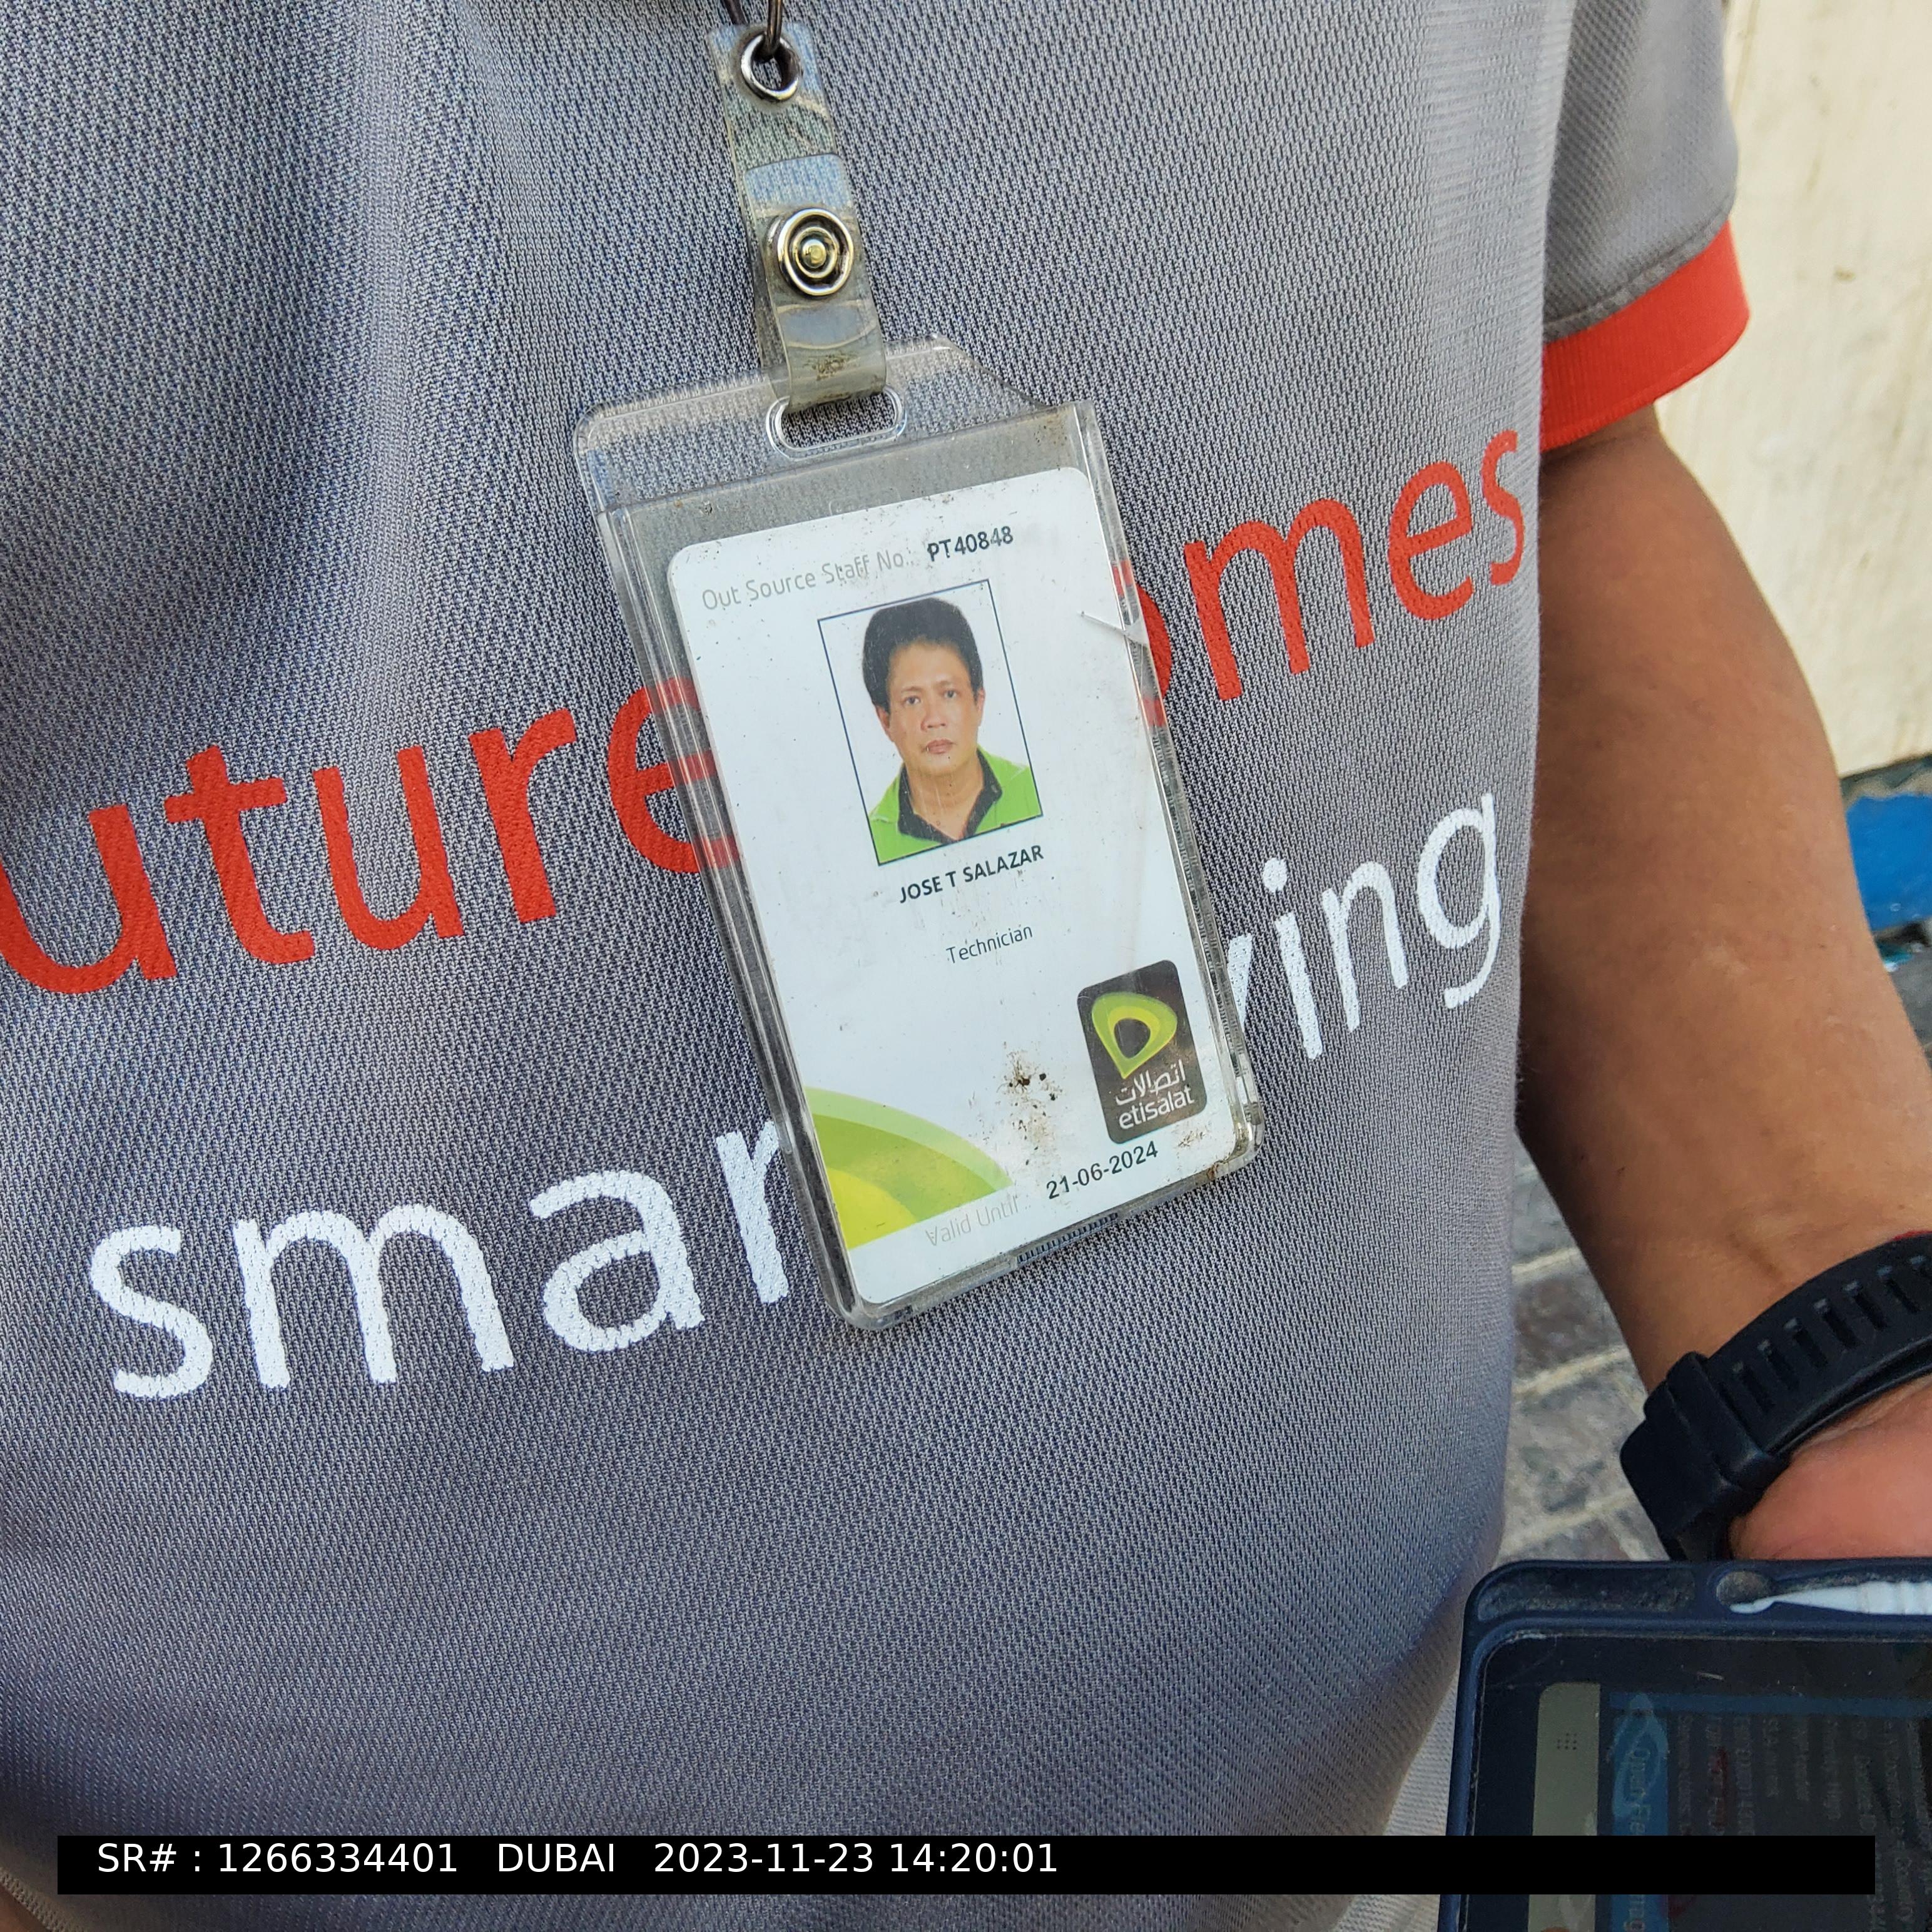 Out Source Staff No.: PT40848
JOSE T SALAZAR
Technician
اتصالات
etisalat
Valid Until : 21-06-2024
uture omes
smar ving
SR# : 1266334401 DUBAI 2023-11-23 14:20:01